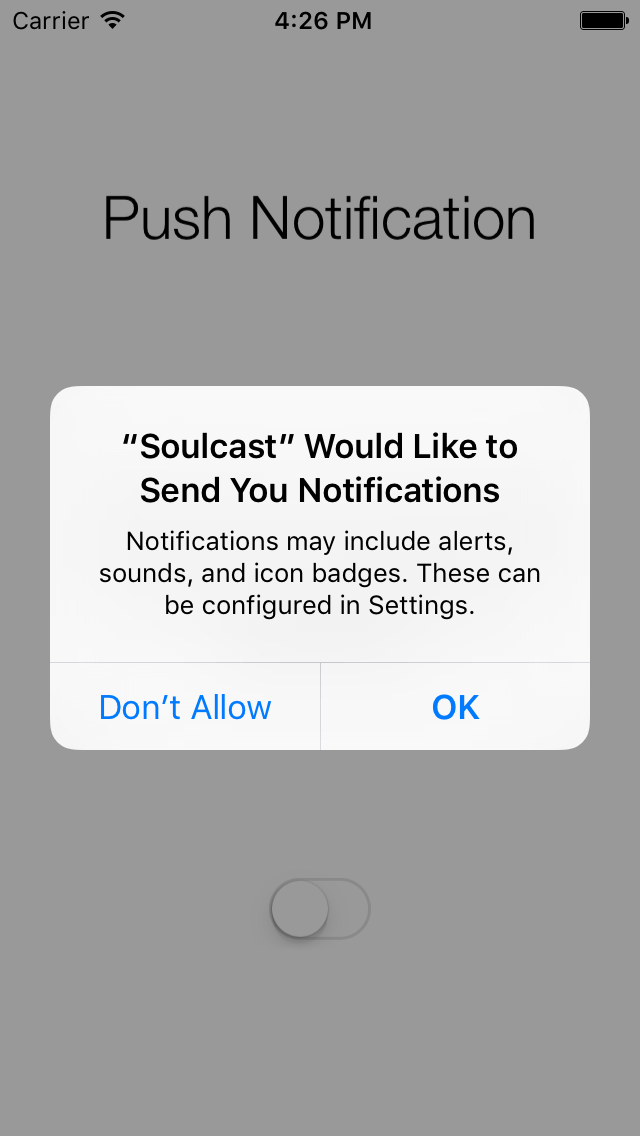 Carrier 4:26 PM
Push Notification
“Soulcast” Would Like to
Send You Notifications
Notifications may include alerts,
sounds, and icon badges. These can
be configured in Settings.
Don’t Allow OK